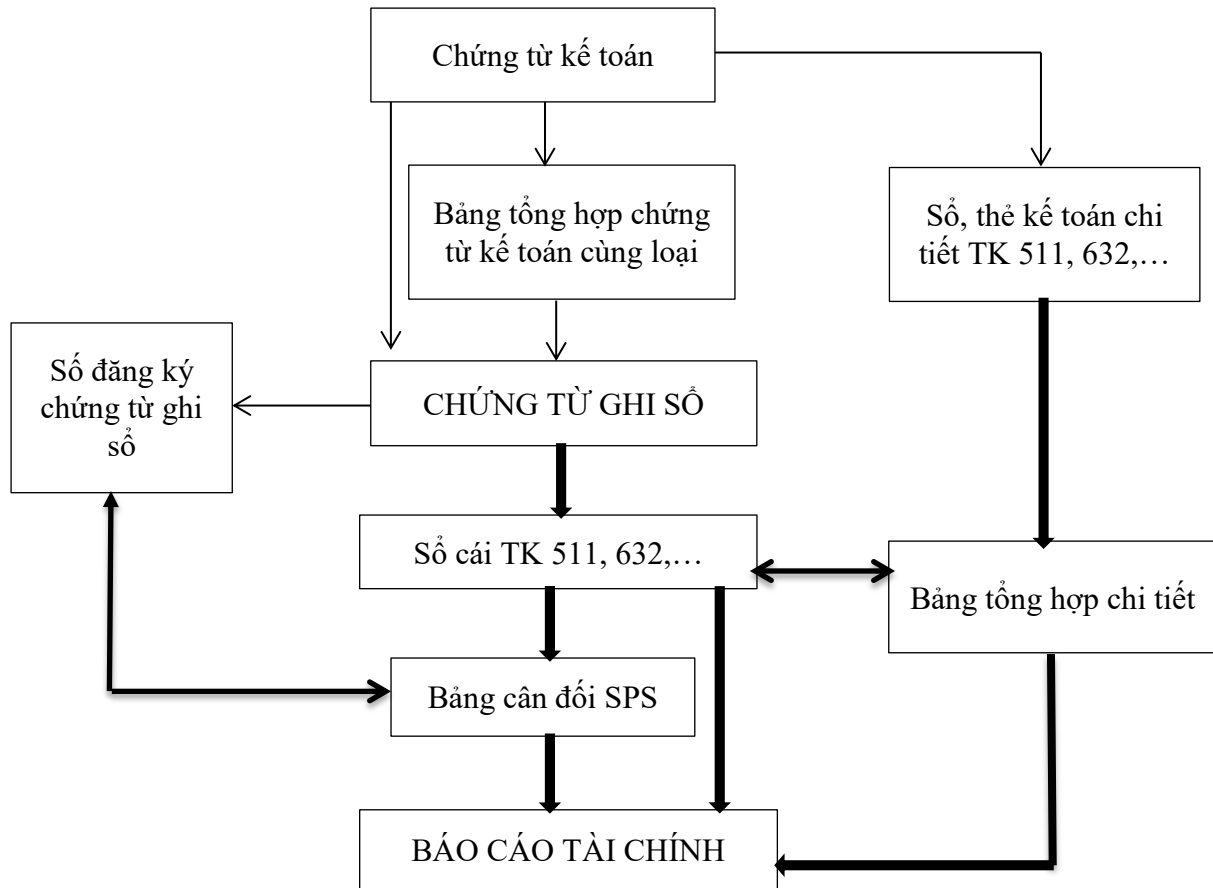 Chứng từ kế toán
Bảng tổng hợp chứng
từ kế toán cùng loại
Sổ, thẻ kế toán chi
tiết TK 511, 632,…
Số đăng ký
chứng từ ghi
sổ
CHỨNG TỪ GHI SỔ
Sổ cái TK 511, 632,…
Bảng tổng hợp chi tiết
Bảng cân đối SPS
BÁO CÁO TÀI CHÍNH